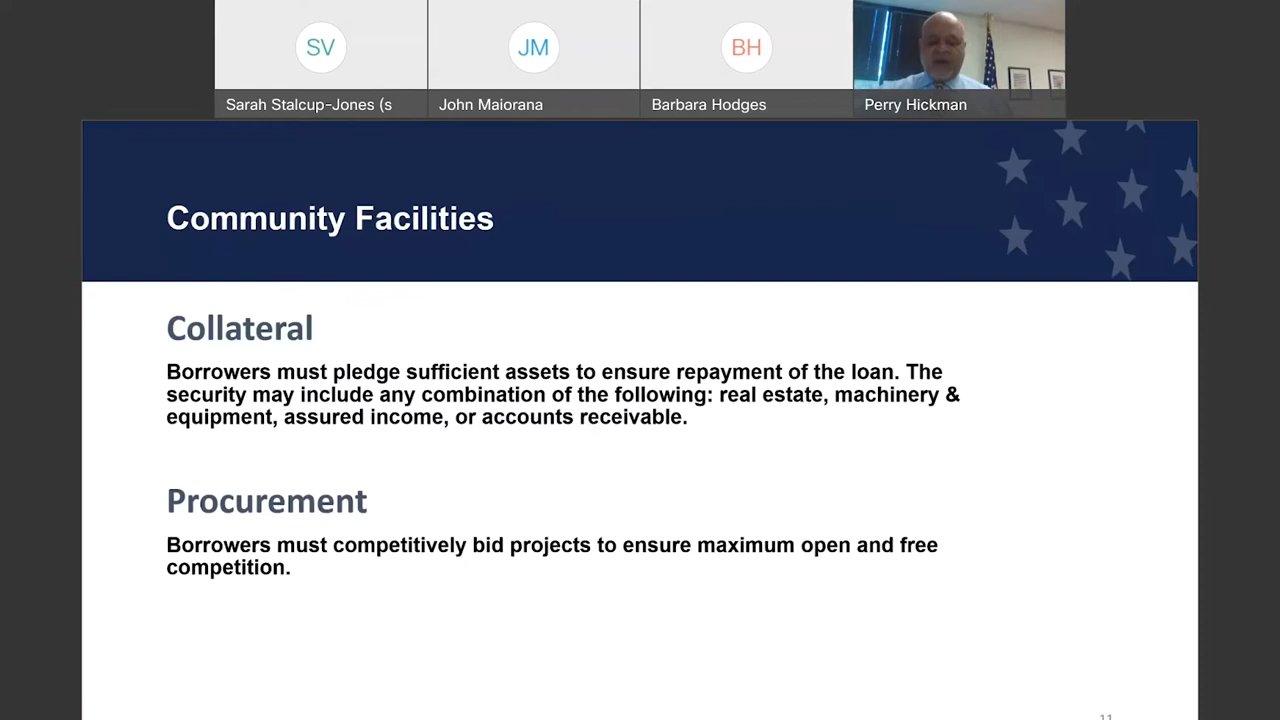 SV
JM
BH
Sarah Stalcup-Jones (s
John Maiorana
Barbara Hodges
Perry Hickman
Community Facilities
Collateral
Borrowers must pledge sufficient assets to ensure repayment of the loan. The
security may include any combination of the following: real estate, machinery &
equipment, assured income, or accounts receivable.
Procurement
Borrowers must competitively bid projects to ensure maximum open and free
competition.
11